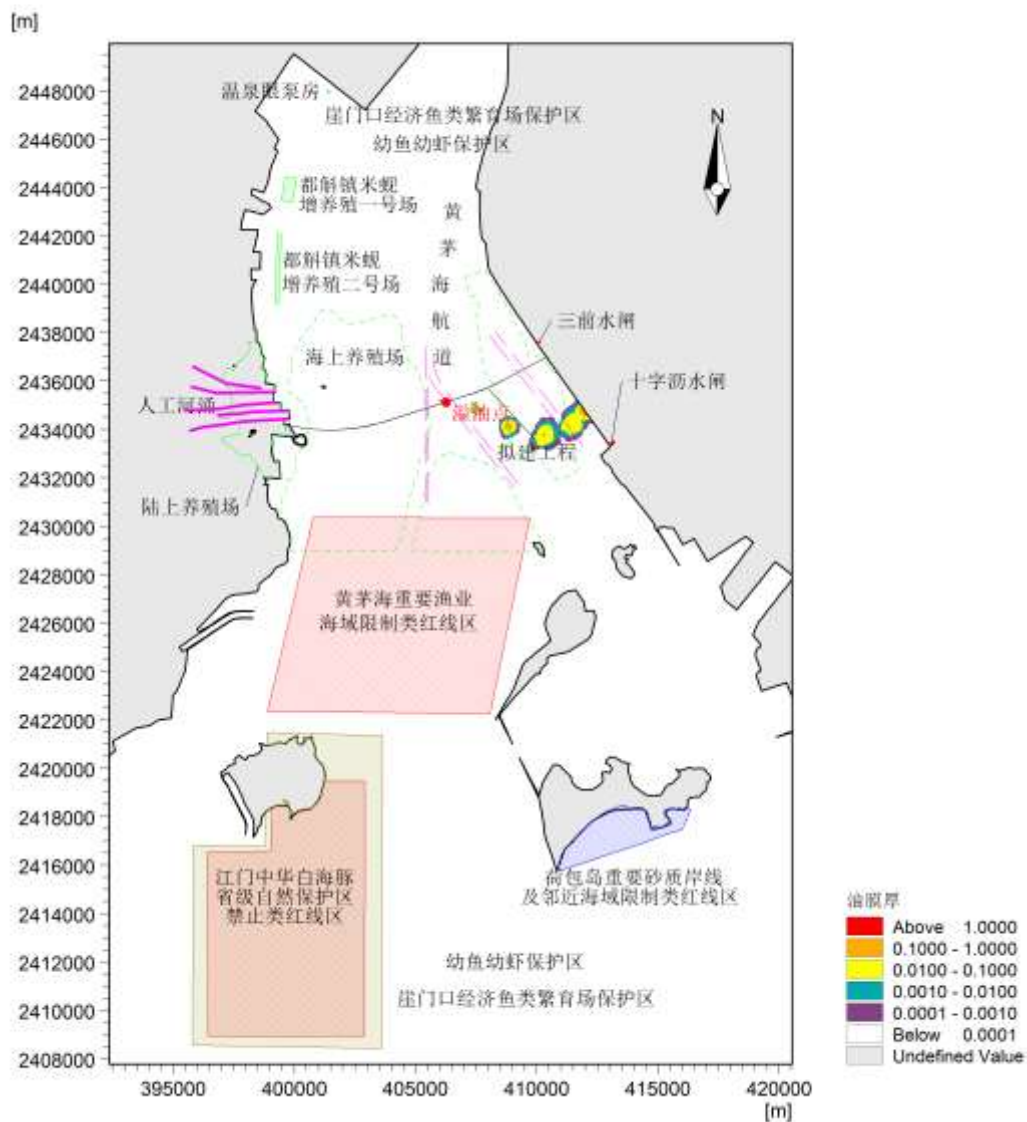 [m]
2448000
2446000
2444000
2442000
2440000
2438000
2436000
2434000
2432000
2430000
2428000
2426000
2424000
2422000
2420000
2418000
2416000
2414000
2412000
2410000
2408000
温泉眼泵房
崖门口经济鱼类繁育场保护区
幼鱼幼虾保护区
N
都斛镇米蚬
增养殖一号场
黄茅海航道
都斛镇米蚬
增养殖二号场
三前水闸
海上养殖场
十字沥水闸
人工河涌
溢油点
拟建工程
陆上养殖场
黄茅海重要渔业
海域限制类红线区
江门中华白海豚
省级自然保护区
禁止类红线区
荷包岛重要砂质岸线
及邻近海域限制类红线区
幼鱼幼虾保护区
崖门口经济鱼类繁育场保护区
395000 400000 405000 410000 415000 420000
[m]
油膜厚
Above 1.0000
0.1000 - 1.0000
0.0100 - 0.1000
0.0010 - 0.0100
0.0001 - 0.0010
Below 0.0001
Undefined Value